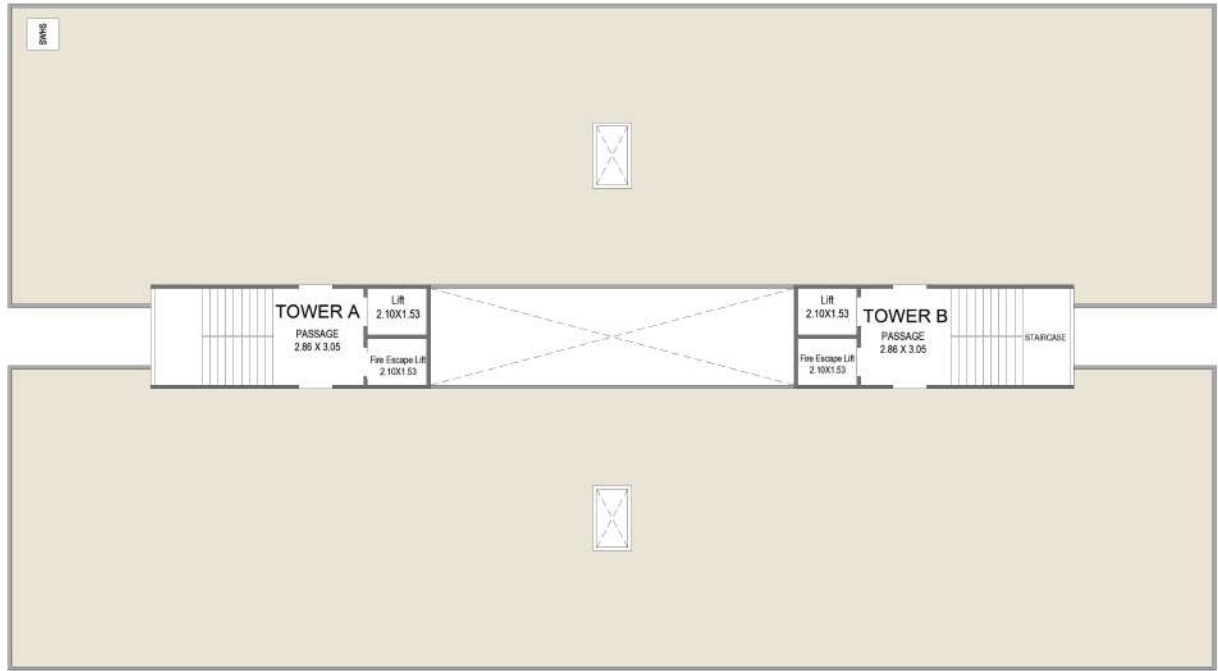 SWHS
TOWER A
PASSAGE
2.86 X 3.05
Lift
2.10X1.53
Fire Escape Lift
2.10X1.53
Lift
2.10X1.53
Fire Escape Lift
2.10X1.53
TOWER B
PASSAGE
2.86 X 3.05
STAIRCASE